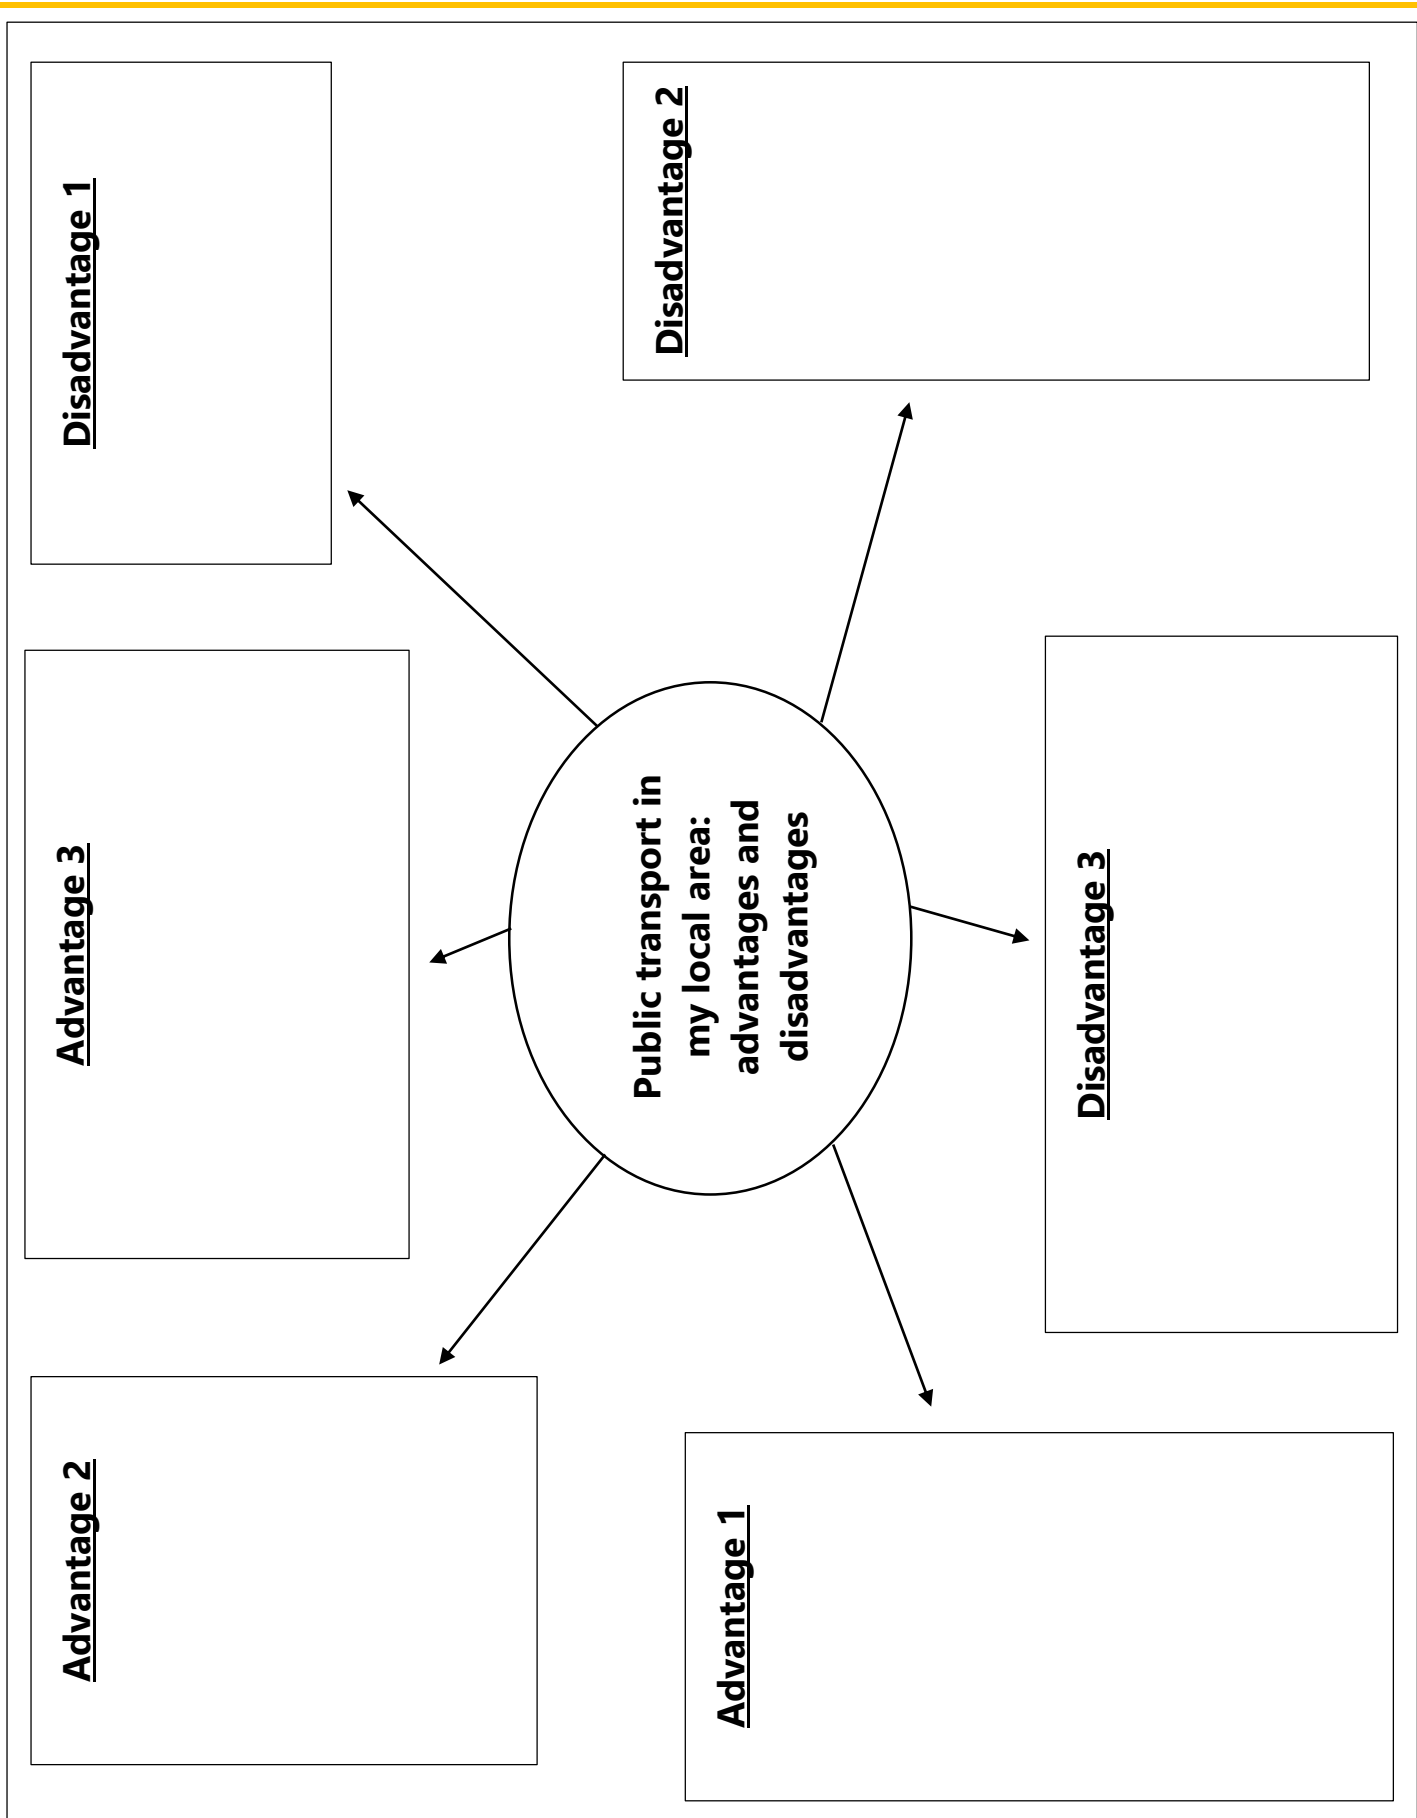 Advantage 2
Advantage 3
Disadvantage 1
Public transport in
my local area:
advantages and
disadvantages
Disadvantage 2
Advantage 1
Disadvantage 3